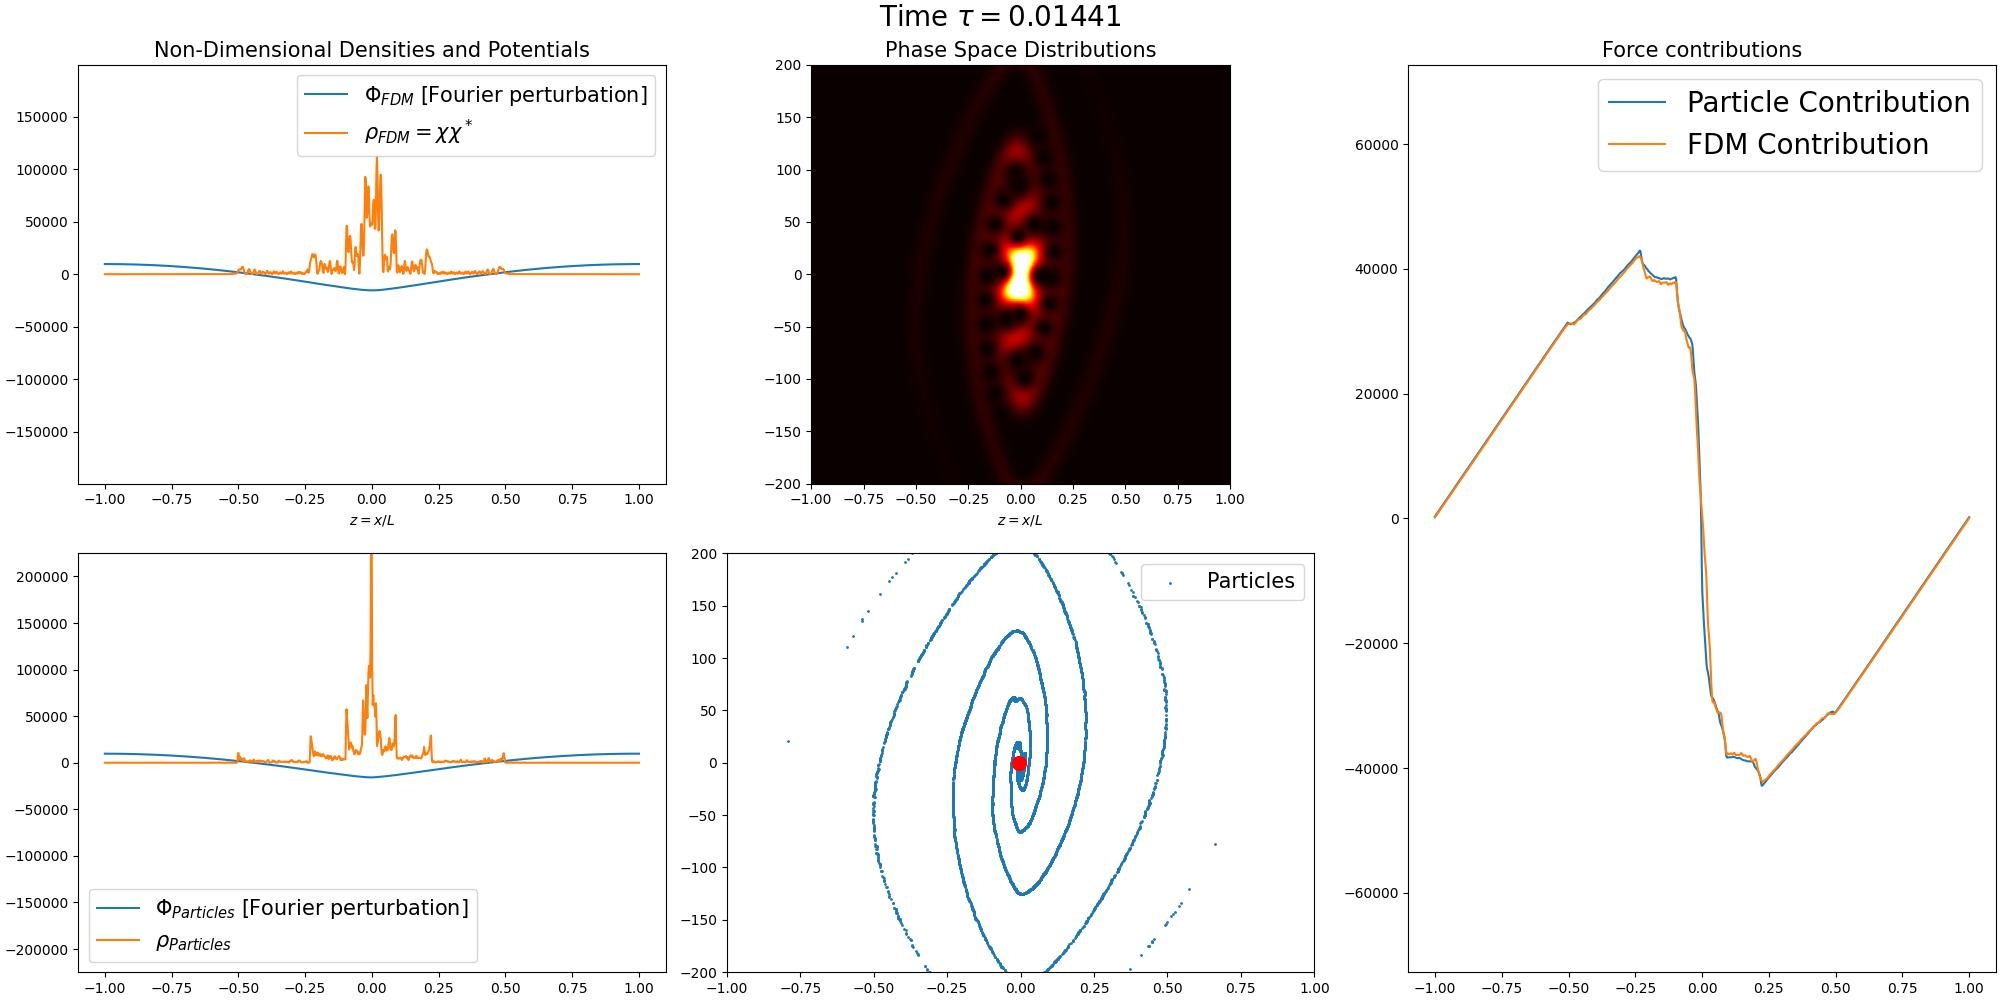 Time τ = 0.01441
Non-Dimensional Densities and Potentials
Φ_FDM [Fourier perturbation]
ρ_FDM = χχ*
150000
100000
50000
0
−50000
−100000
−150000
−1.00 −0.75 −0.50 −0.25 0.00 0.25 0.50 0.75 1.00
z = x/L
Phase Space Distributions
200
150
100
50
0
−50
−100
−150
−200
−1.00 −0.75 −0.50 −0.25 0.00 0.25 0.50 0.75 1.00
z = x/L
Force contributions
Particle Contribution
FDM Contribution
60000
40000
20000
0
−20000
−40000
−60000
−1.00 −0.75 −0.50 −0.25 0.00 0.25 0.50 0.75 1.00
200000
150000
100000
50000
0
−50000
−100000
−150000
−200000
Φ_Particles [Fourier perturbation]
ρ_Particles
−1.00 −0.75 −0.50 −0.25 0.00 0.25 0.50 0.75 1.00
Particles
200
150
100
50
0
−50
−100
−150
−200
−1.00 −0.75 −0.50 −0.25 0.00 0.25 0.50 0.75 1.00